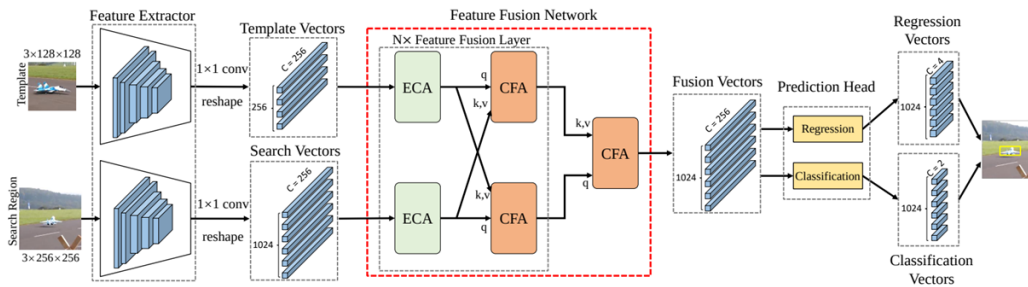 Feature Extractor
3×128×128
Template
1×1 conv
reshape
Template Vectors
C = 256
256
Search Region
3×256×256
1×1 conv
reshape
Search Vectors
C = 256
1024
Feature Fusion Network
N× Feature Fusion Layer
ECA
q
k,v
CFA
ECA
k,v
q
CFA
k,v
q
CFA
Fusion Vectors
C = 256
1024
Prediction Head
Regression
Classification
Regression
Vectors
C = 4
1024
C = 2
1024
Classification
Vectors